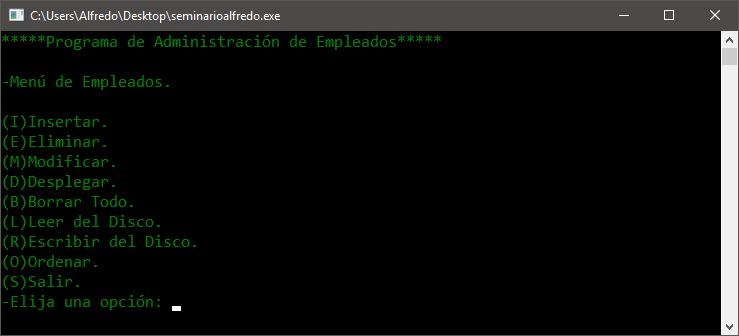 C:\Users\Alfredo\Desktop\seminarioalfredo.exe
*****Programa de Administración de Empleados*****
-Menú de Empleados.
(I)Insertar.
(E)Eliminar.
(M)Modificar.
(D)Desplegar.
(B)Borrar Todo.
(L)Leer del Disco.
(R)Escribir del Disco.
(O)Ordenar.
(S)Salir.
-Elija una opción: